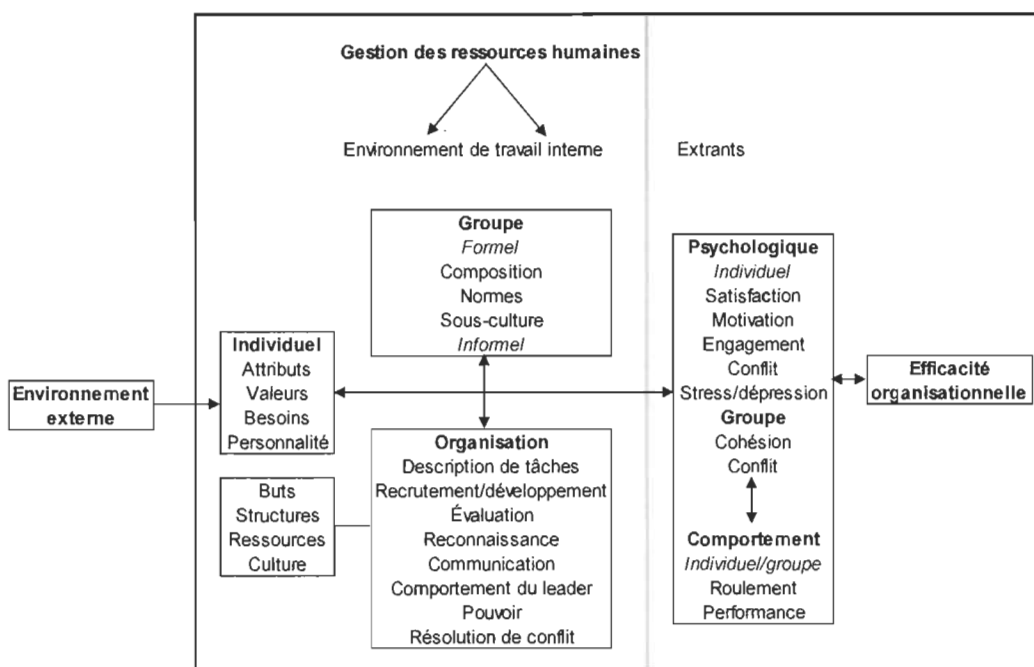 Gestion des ressources humaines
Environnement de travail interne
Extrants
Groupe
Formel
Composition
Normes
Sous-culture
Informel
Individuel
Attributs
Valeurs
Besoins
Personnalité
Environnement
externe
Buts
Structures
Ressources
Culture
Organisation
Description de tâches
Recrutement/développement
Évaluation
Reconnaissance
Communication
Comportement du leader
Pouvoir
Résolution de conflit
Psychologique
Individuel
Satisfaction
Motivation
Engagement
Conflit
Stress/dépression
Groupe
Cohésion
Conflit
Comportement
Individuel/groupe
Roulement
Performance
Efficacité
organisationnelle